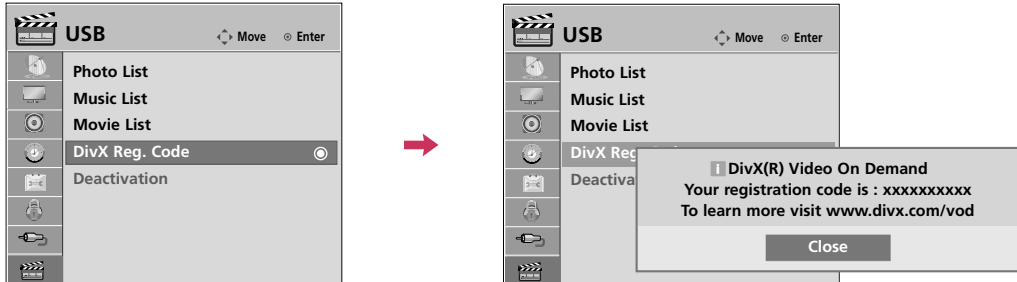 USB Move Enter
Photo List
Music List
Movie List
DivX Reg. Code
Deactivation
USB Move Enter
Photo List
Music List
Movie List
DivX Reg
Deactiva
i DivX(R) Video On Demand
Your registration code is : xxxxxxxxxx
To learn more visit www.divx.com/vod
Close